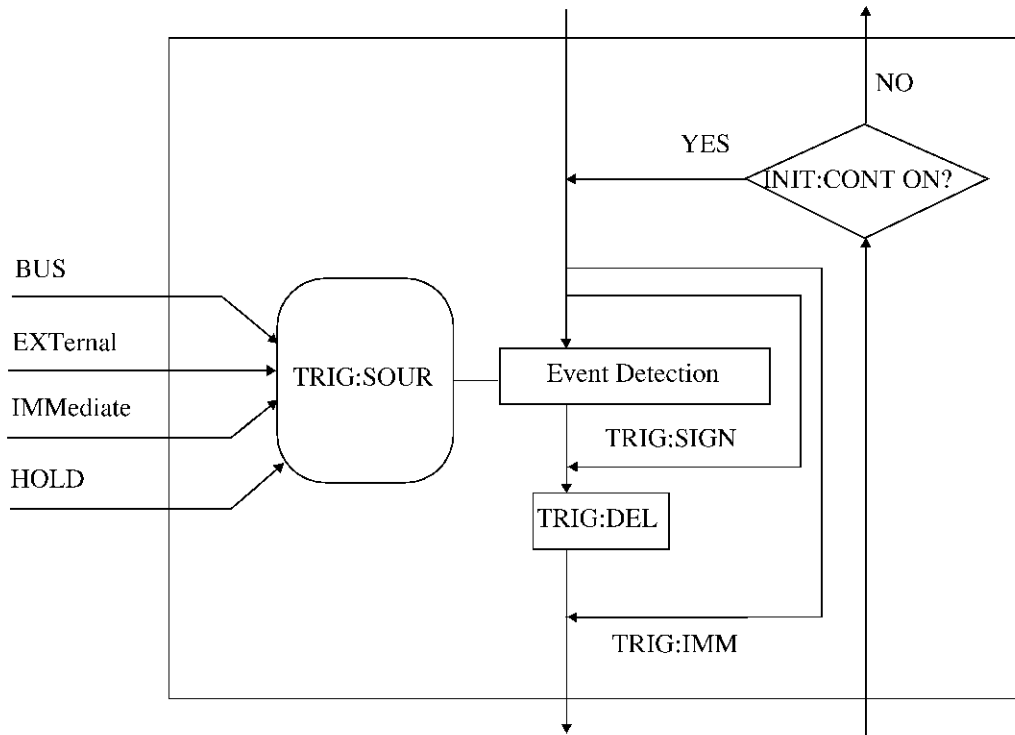 NO
YES
INIT:CONT ON?
BUS
EXTernal
TRIG:SOUR
Event Detection
IMMediate
TRIG:SIGN
HOLD
TRIG:DEL
TRIG:IMM